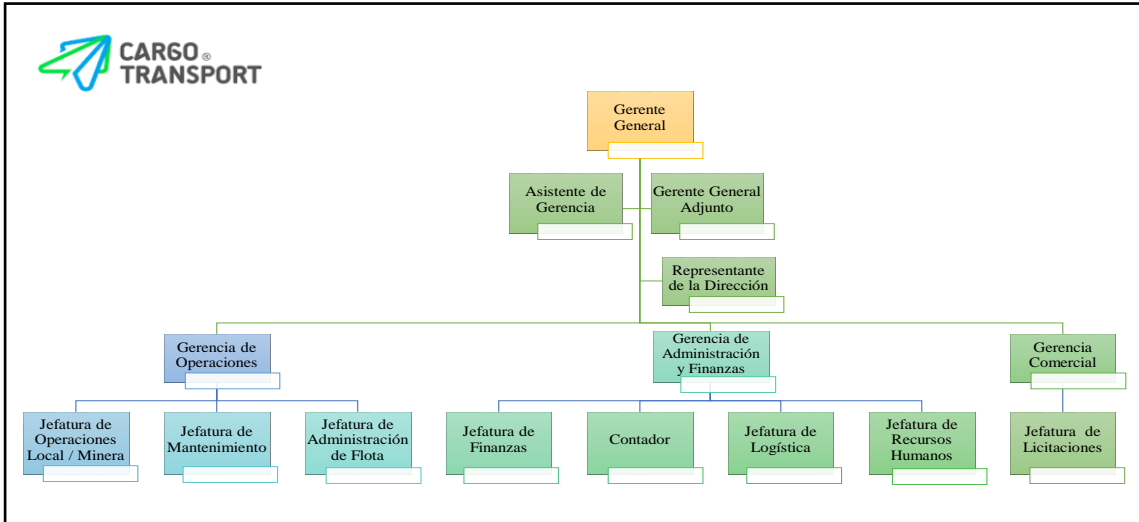 CARGO ®
TRANSPORT
Gerente
General
Asistente de
Gerencia
Gerente General
Adjunto
Representante
de la Dirección
Gerencia de
Operaciones
Gerencia de
Administración
y Finanzas
Gerencia
Comercial
Jefatura de
Operaciones
Local / Minera
Jefatura de
Mantenimiento
Jefatura de
Administración
de Flota
Jefatura de
Finanzas
Contador
Jefatura de
Logística
Jefatura de
Recursos
Humanos
Jefatura de
Licitaciones